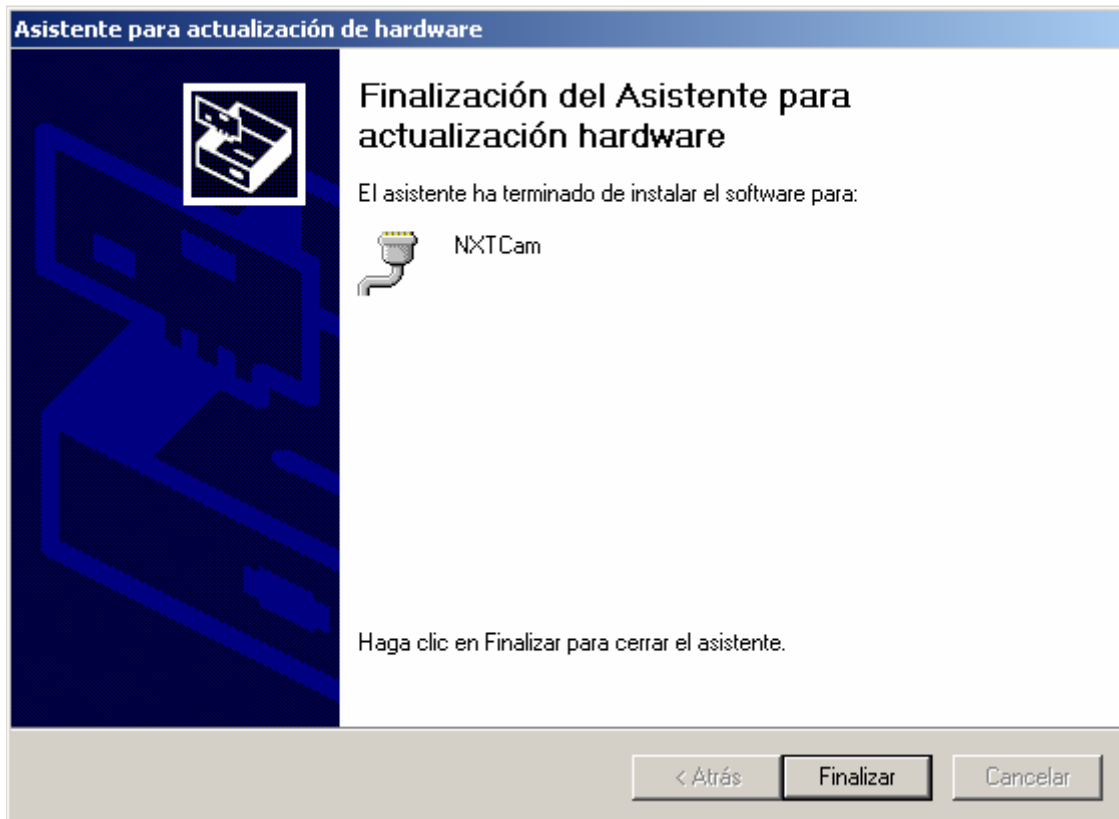 Asistente para actualización de hardware
Finalización del Asistente para
actualización hardware
El asistente ha terminado de instalar el software para:
NXTCam
Haga clic en Finalizar para cerrar el asistente.
< Atrás
Finalizar
Cancelar